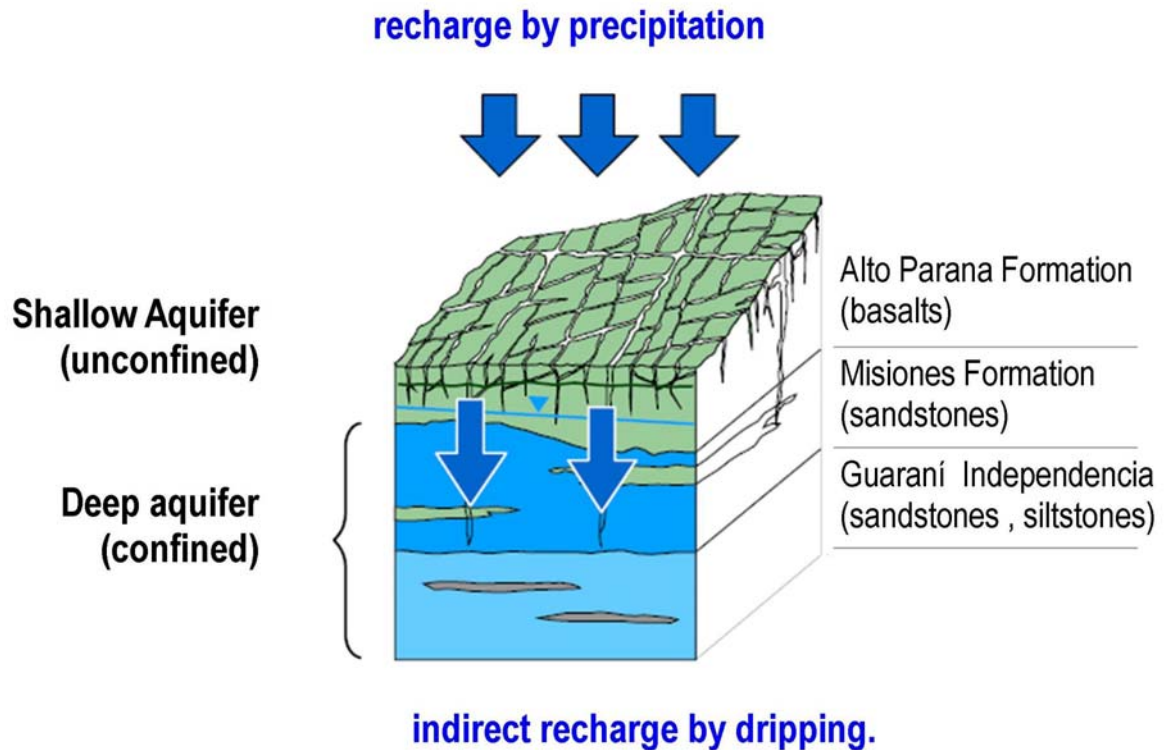 recharge by precipitation
Shallow Aquifer
(unconfined)
Alto Parana Formation
(basalts)
Misiones Formation
(sandstones)
Deep aquifer
(confined)
Guaraní Independencia
(sandstones , siltstones)
indirect recharge by dripping.